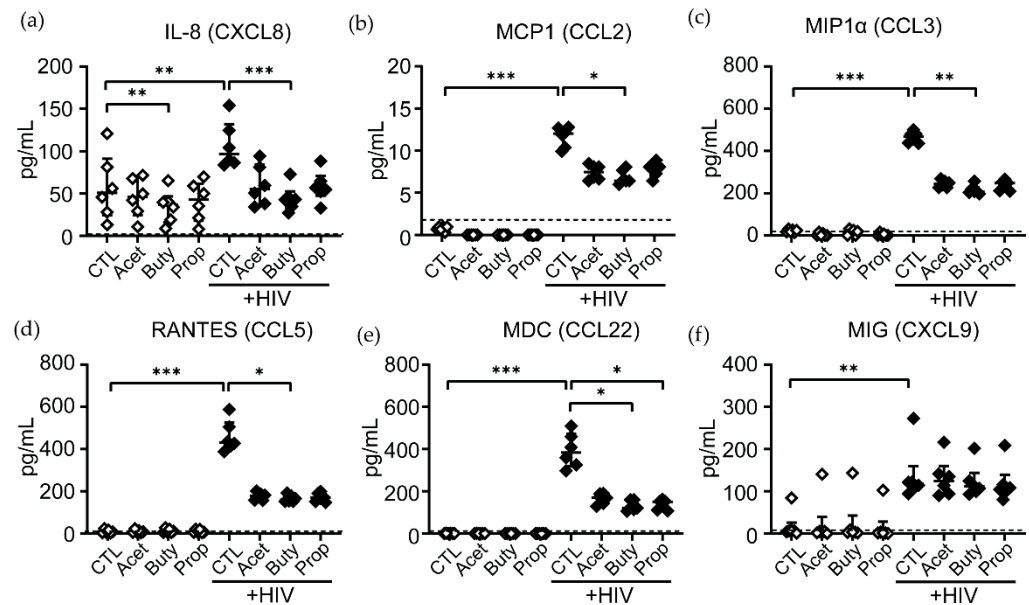 (a)
IL-8 (CXCL8)
** ***
**
pg/mL
200
150
100
50
0
CTL Acet Buty Prop CTL Acet Buty Prop
+HIV
(b)
MCP1 (CCL2)
*** *
pg/mL
20
15
10
5
0
CTL Acet Buty Prop CTL Acet Buty Prop
+HIV
(c)
MIP1α (CCL3)
*** **
pg/mL
800
600
400
200
0
CTL Acet Buty Prop CTL Acet Buty Prop
+HIV
(d)
RANTES (CCL5)
*** *
pg/mL
800
600
400
200
0
CTL Acet Buty Prop CTL Acet Buty Prop
+HIV
(e)
MDC (CCL22)
*** *
*
pg/mL
800
600
400
200
0
CTL Acet Buty Prop CTL Acet Buty Prop
+HIV
(f)
MIG (CXCL9)
**
pg/mL
400
300
200
100
0
CTL Acet Buty Prop CTL Acet Buty Prop
+HIV